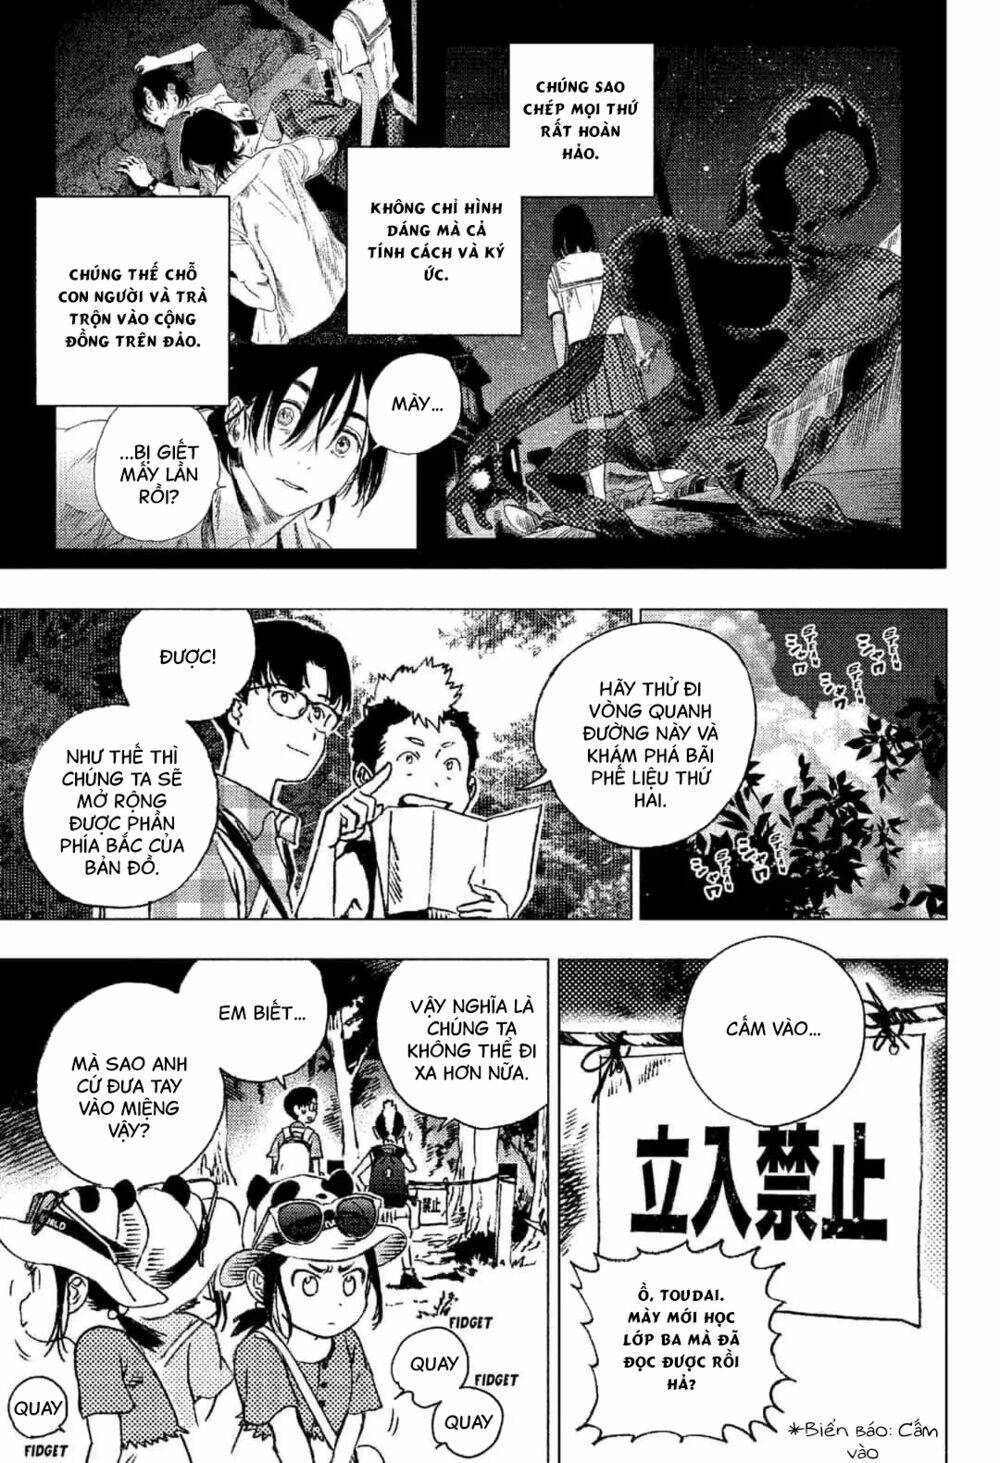 CHÚNG SAO
CHÉP MỌI THỨ
RẤT HOÀN
HẢO.
KHÔNG CHỈ HÌNH
DÁNG MÀ CẢ
TÍNH CÁCH VÀ KÝ
ỨC.
CHÚNG THẾ CHỖ
CON NGƯỜI VÀ TRÀ
TRỘN VÀO CỘNG
ĐỒNG TRÊN ĐẢO.
MÀY...
...BỊ GIẾT
MẤY LẦN
RỒI?
HÃY THỬ ĐI
VÒNG QUANH
ĐƯỜNG NÀY VÀ
KHÁM PHÁ BÃI
PHẾ LIỆU THỨ
HAI.
ĐƯỢC!
NHƯ THẾ THÌ
CHÚNG TA SẼ
MỞ RỘNG
ĐƯỢC PHẦN
PHÍA BẮC CỦA
BẢN ĐỒ.
CẤM VÀO...
立入禁止
Ồ, TOUDAI.
MÀY MỚI HỌC
LỚP BA MÀ ĐÃ
ĐỌC ĐƯỢC RỒI
HẢ?
*Biển báo: Cấm
vào
VẬY NGHĨA LÀ
CHÚNG TA
KHÔNG THỂ ĐI
XA HƠN NỮA.
EM BIẾT...
MÀ SAO ANH
CỨ ĐƯA TAY
VÀO MIỆNG
VẬY?
禁止
FIDGET
QUAY
FIDGET
QUAY
QUAY
FIDGET